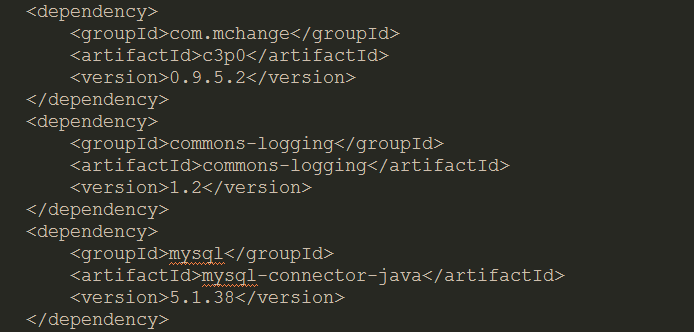 <dependency>
<groupId>com.mchange</groupId>
<artifactId>c3p0</artifactId>
<version>0.9.5.2</version>
</dependency>
<dependency>
<groupId>commons-logging</groupId>
<artifactId>commons-logging</artifactId>
<version>1.2</version>
</dependency>
<dependency>
<groupId>mysql</groupId>
<artifactId>mysql-connector-java</artifactId>
<version>5.1.38</version>
</dependency>